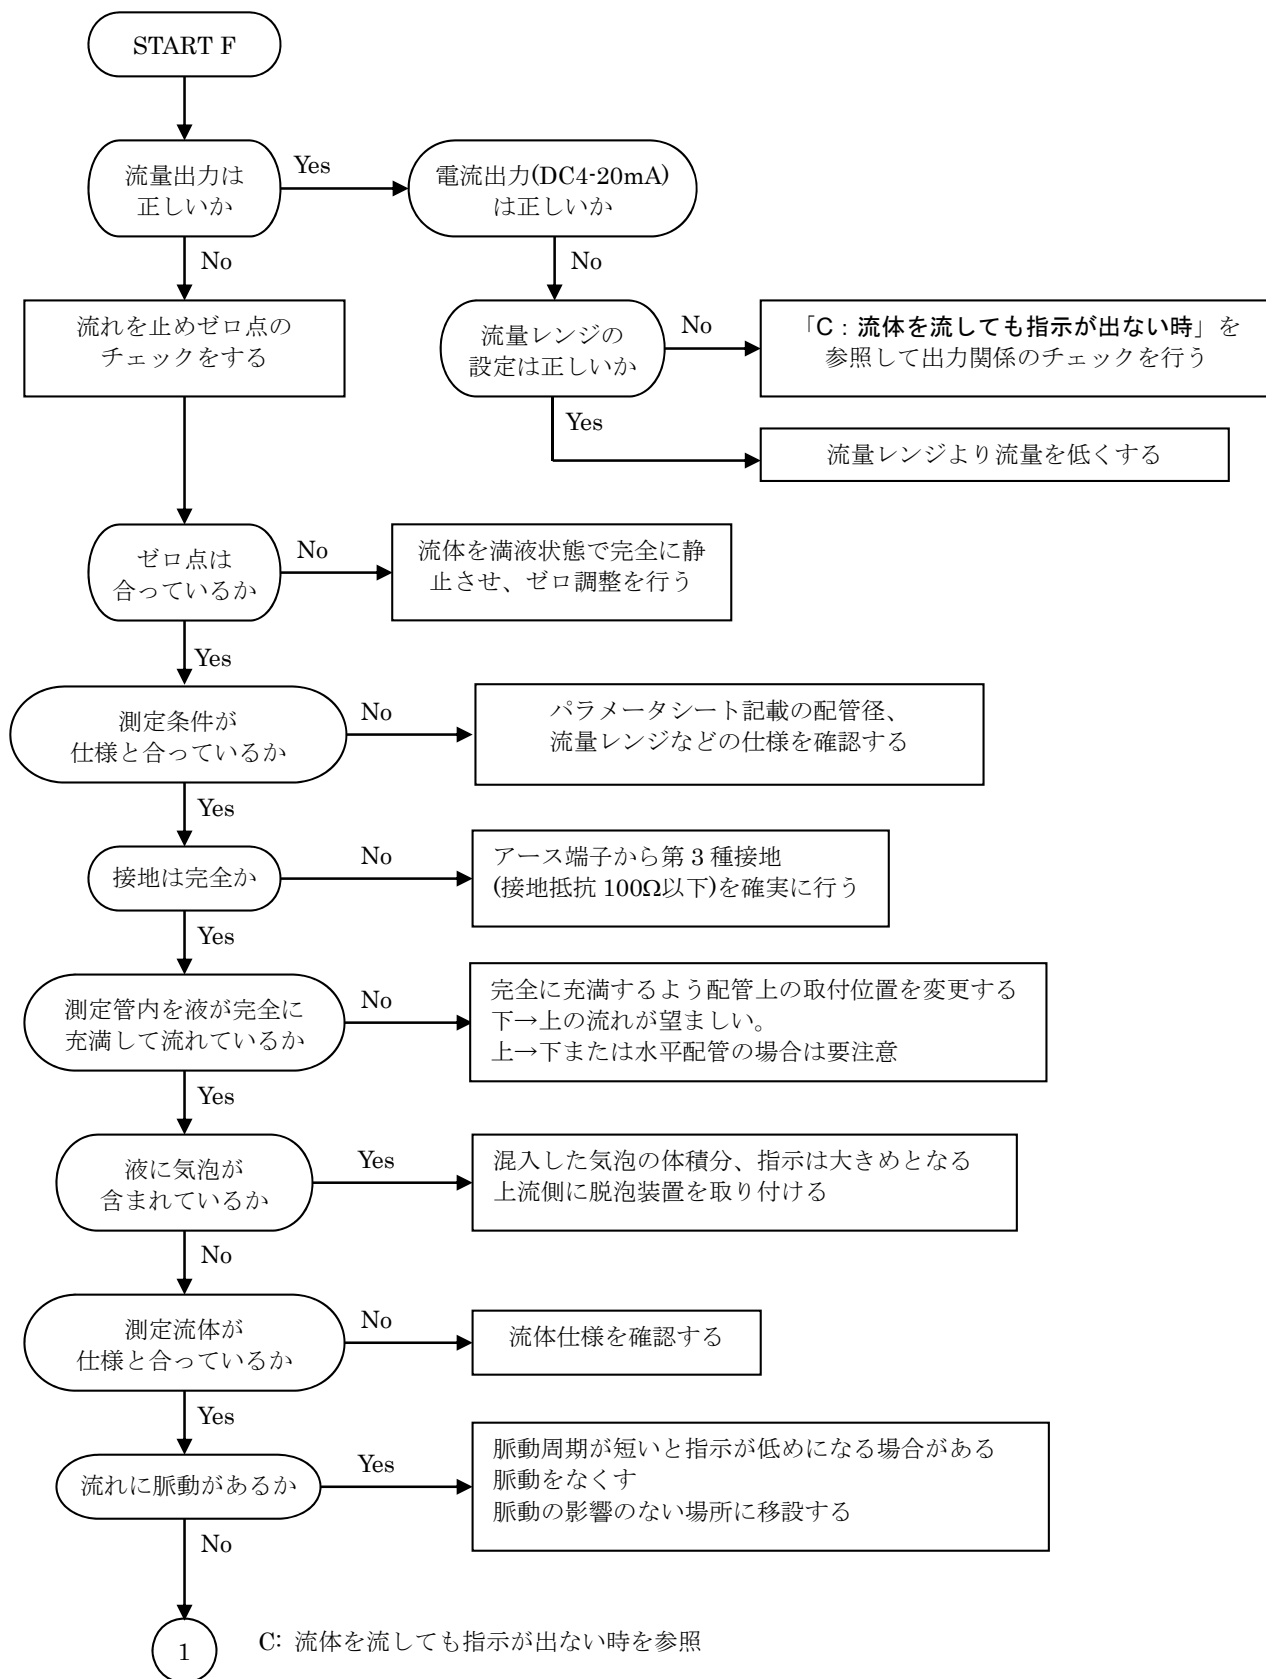 START F
流量出力は
正しいか
Yes
電流出力(DC4-20mA)
は正しいか
No
No
流れを止めゼロ点の
チェックをする
流量レンジの
設定は正しいか
No
「C：流体を流しても指示が出ない時」を
参照して出力関係のチェックを行う
Yes
流量レンジより流量を低くする
ゼロ点は
合っているか
No
流体を満液状態で完全に静
止させ、ゼロ調整を行う
Yes
測定条件が
仕様と合っているか
No
パラメータシート記載の配管径、
流量レンジなどの仕様を確認する
Yes
接地は完全か
No
アース端子から第 3 種接地
(接地抵抗 100Ω以下)を確実に行う
Yes
測定管内を液が完全に
充満して流れているか
No
完全に充満するよう配管上の取付位置を変更する
下→上の流れが望ましい。
上→下または水平配管の場合は要注意
Yes
液に気泡が
含まれているか
Yes
混入した気泡の体積分、指示は大きめとなる
上流側に脱泡装置を取り付ける
No
測定流体が
仕様と合っているか
No
流体仕様を確認する
Yes
流れに脈動があるか
Yes
脈動周期が短いと指示が低めになる場合がある
脈動をなくす
脈動の影響のない場所に移設する
No
1
C: 流体を流しても指示が出ない時を参照